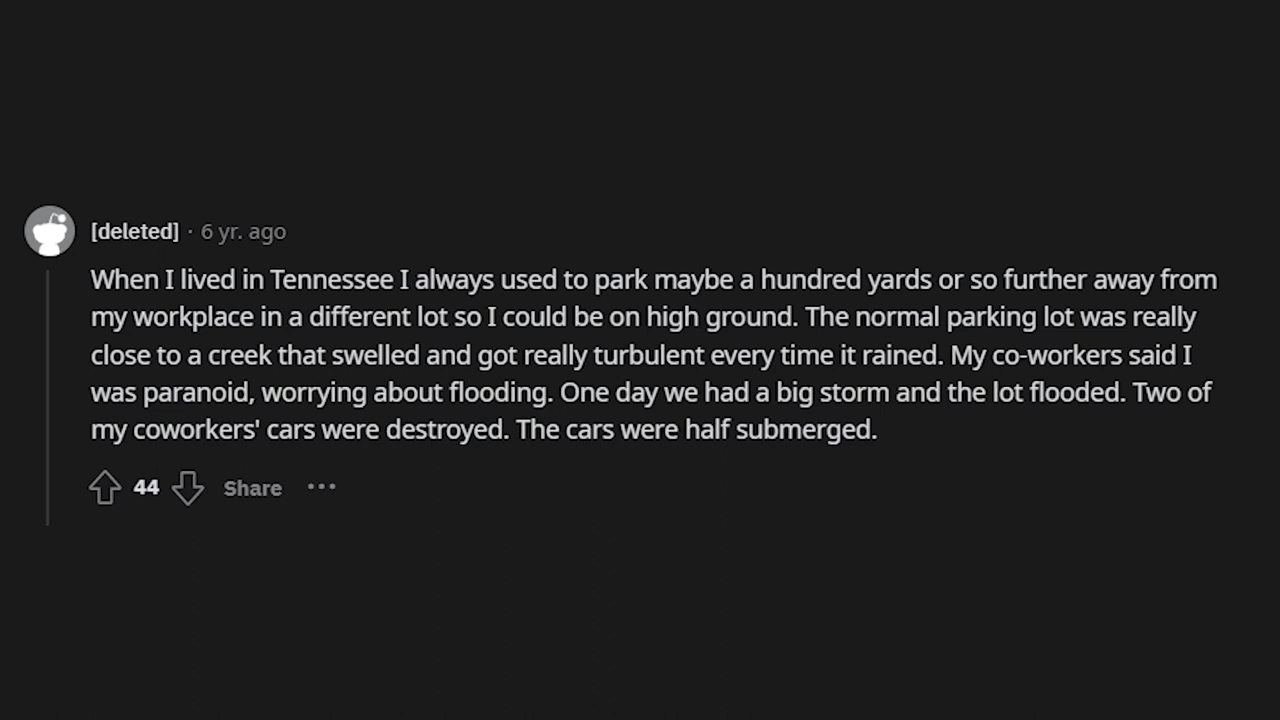 [deleted] · 6 yr. ago
When I lived in Tennessee I always used to park maybe a hundred yards or so further away from
my workplace in a different lot so I could be on high ground. The normal parking lot was really
close to a creek that swelled and got really turbulent every time it rained. My co-workers said I
was paranoid, worrying about flooding. One day we had a big storm and the lot flooded. Two of
my coworkers' cars were destroyed. The cars were half submerged.
44 Share ···